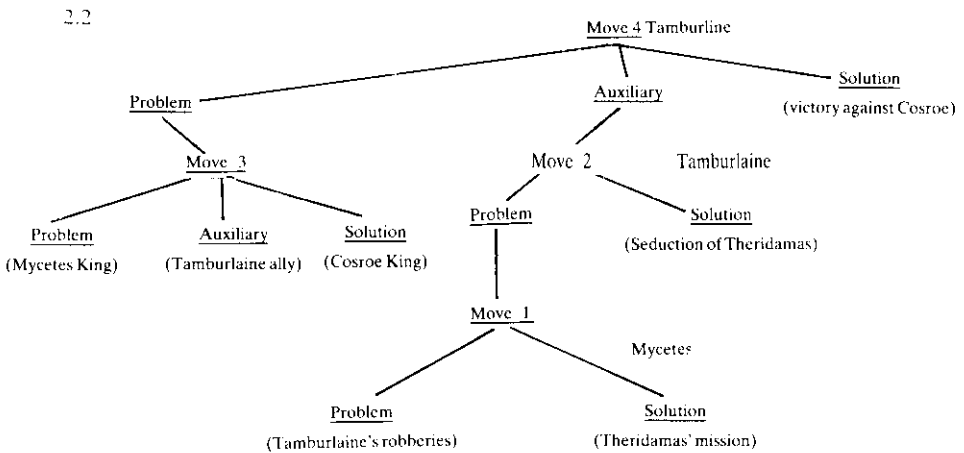 2.2
Move 4 Tamburline
Problem
Auxiliary
Solution
(victory against Cosroe)
Move 3
Move 2
Tamburlaine
Problem
(Mycetes King)
Auxiliary
(Tamburlaine ally)
Solution
(Cosroe King)
Problem
Solution
(Seduction of Theridamas)
Move 1
Mycetes
Problem
(Tamburlaine's robberies)
Solution
(Theridamas' mission)